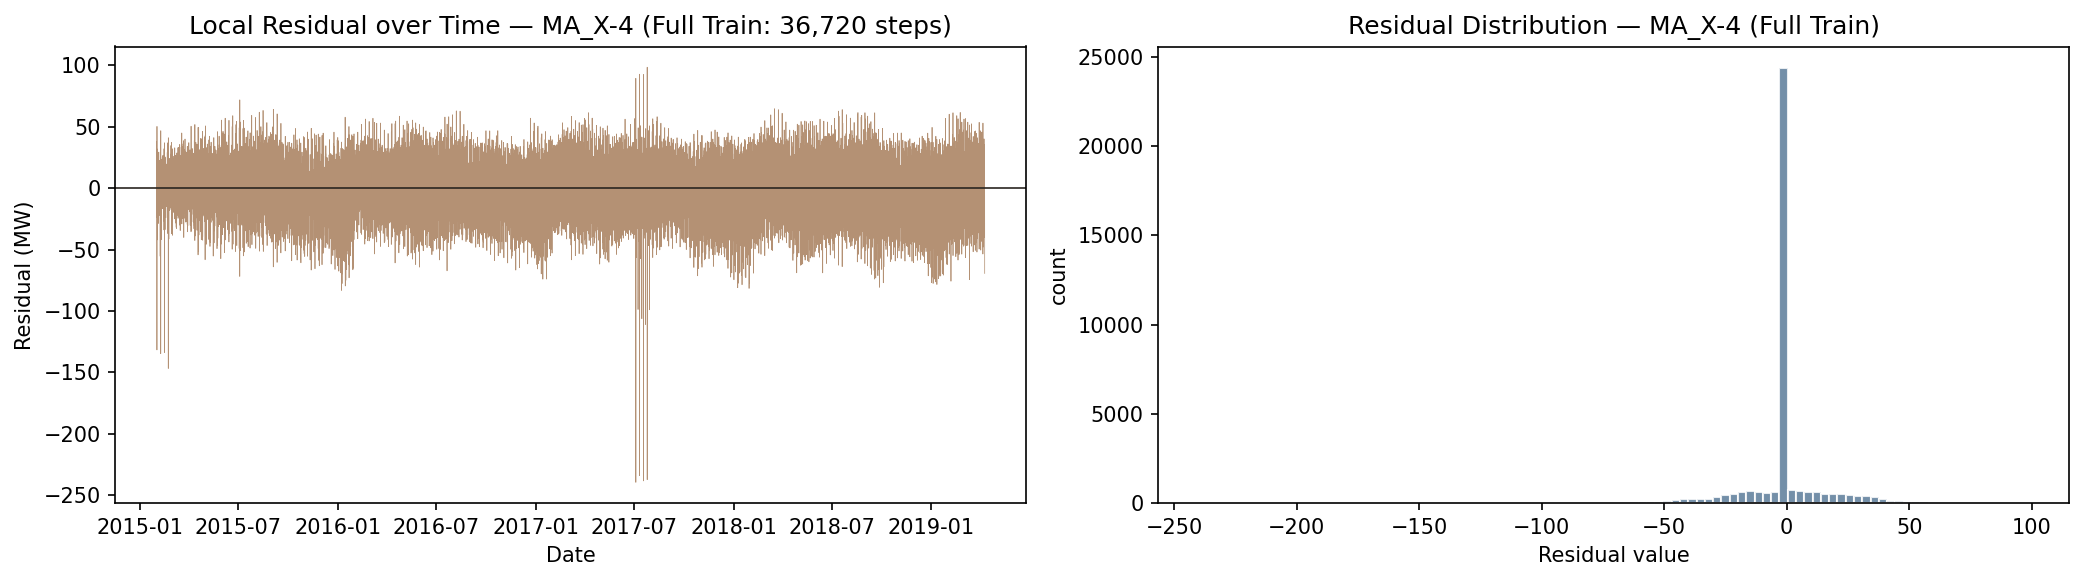 Local Residual over Time — MA_X-4 (Full Train: 36,720 steps)
Residual (MW)
100
50
0
−50
−100
−150
−200
−250
2015-01 2015-07 2016-01 2016-07 2017-01 2017-07 2018-01 2018-07 2019-01
Date
Residual Distribution — MA_X-4 (Full Train)
count
25000
20000
15000
10000
5000
0
−250 −200 −150 −100 −50 0 50 100
Residual value